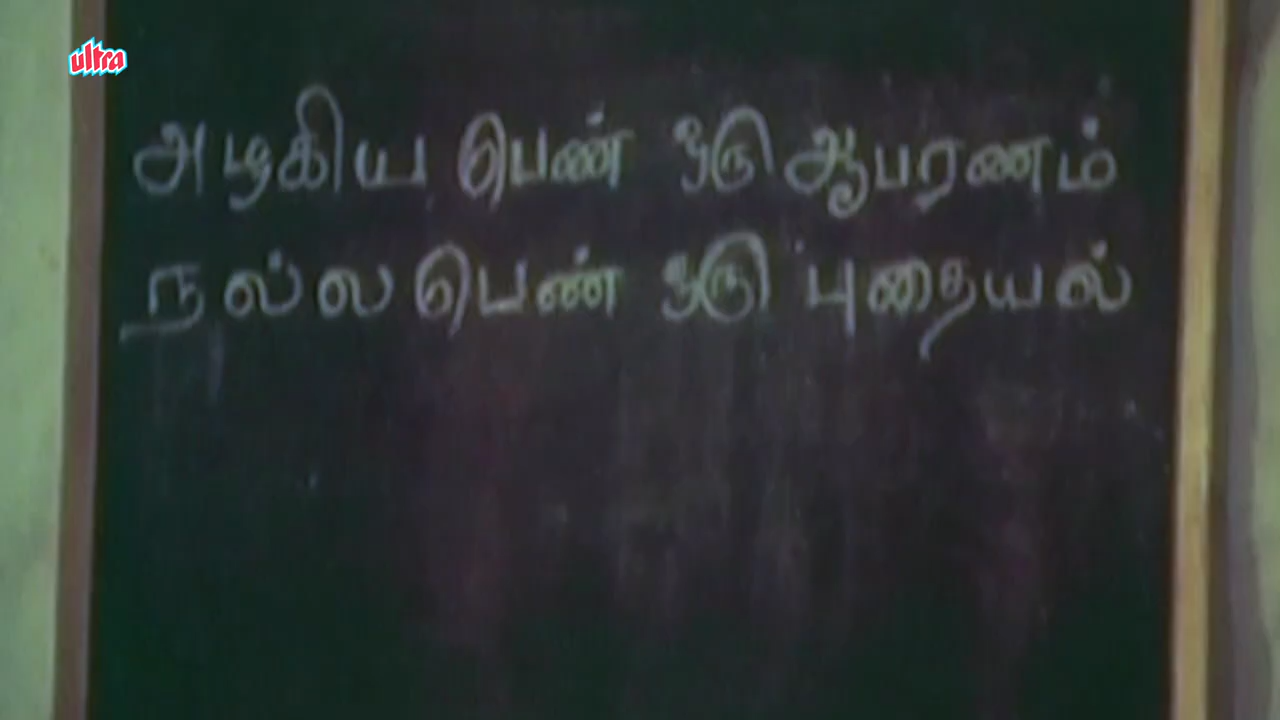 ultra
அழகிய பெண் ஒரு ஆபரணம்
நல்ல பெண் ஒரு புதையல்